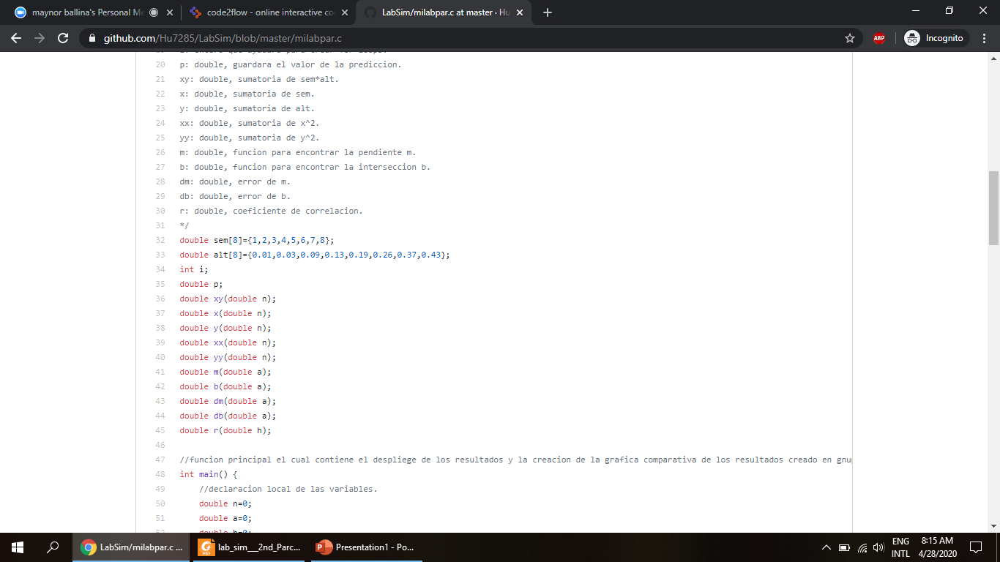 maynor ballina's Personal Me
code2flow - online interactive co
LabSim/milabpar.c at master · Hu
github.com/Hu7285/LabSim/blob/master/milabpar.c
ABP
Incognito
20 p: double, guardara el valor de la prediccion.
21 xy: double, sumatoria de sem*alt.
22 x: double, sumatoria de sem.
23 y: double, sumatoria de alt.
24 xx: double, sumatoria de x^2.
25 yy: double, sumatoria de y^2.
26 m: double, funcion para encontrar la pendiente m.
27 b: double, funcion para encontrar la interseccion b.
28 dm: double, error de m.
29 db: double, error de b.
30 r: double, coeficiente de correlacion.
31 */
32 double sem[8]={1,2,3,4,5,6,7,8};
33 double alt[8]={0.01,0.03,0.09,0.13,0.19,0.26,0.37,0.43};
34 int i;
35 double p;
36 double xy(double n);
37 double x(double n);
38 double y(double n);
39 double xx(double n);
40 double yy(double n);
41 double m(double a);
42 double b(double a);
43 double dm(double a);
44 double db(double a);
45 double r(double h);
46
47 //funcion principal el cual contiene el despliege de los resultados y la creacion de la grafica comparativa de los resultados creado en gnup
48 int main() {
49 //declaracion local de las variables.
50 double n=0;
51 double a=0;
52 double h=0;
LabSim/milabpar.c ...
PDF
lab_sim___2nd_Parc...
Presentation1 - Po...
ENG
INTL
8:15 AM
4/28/2020